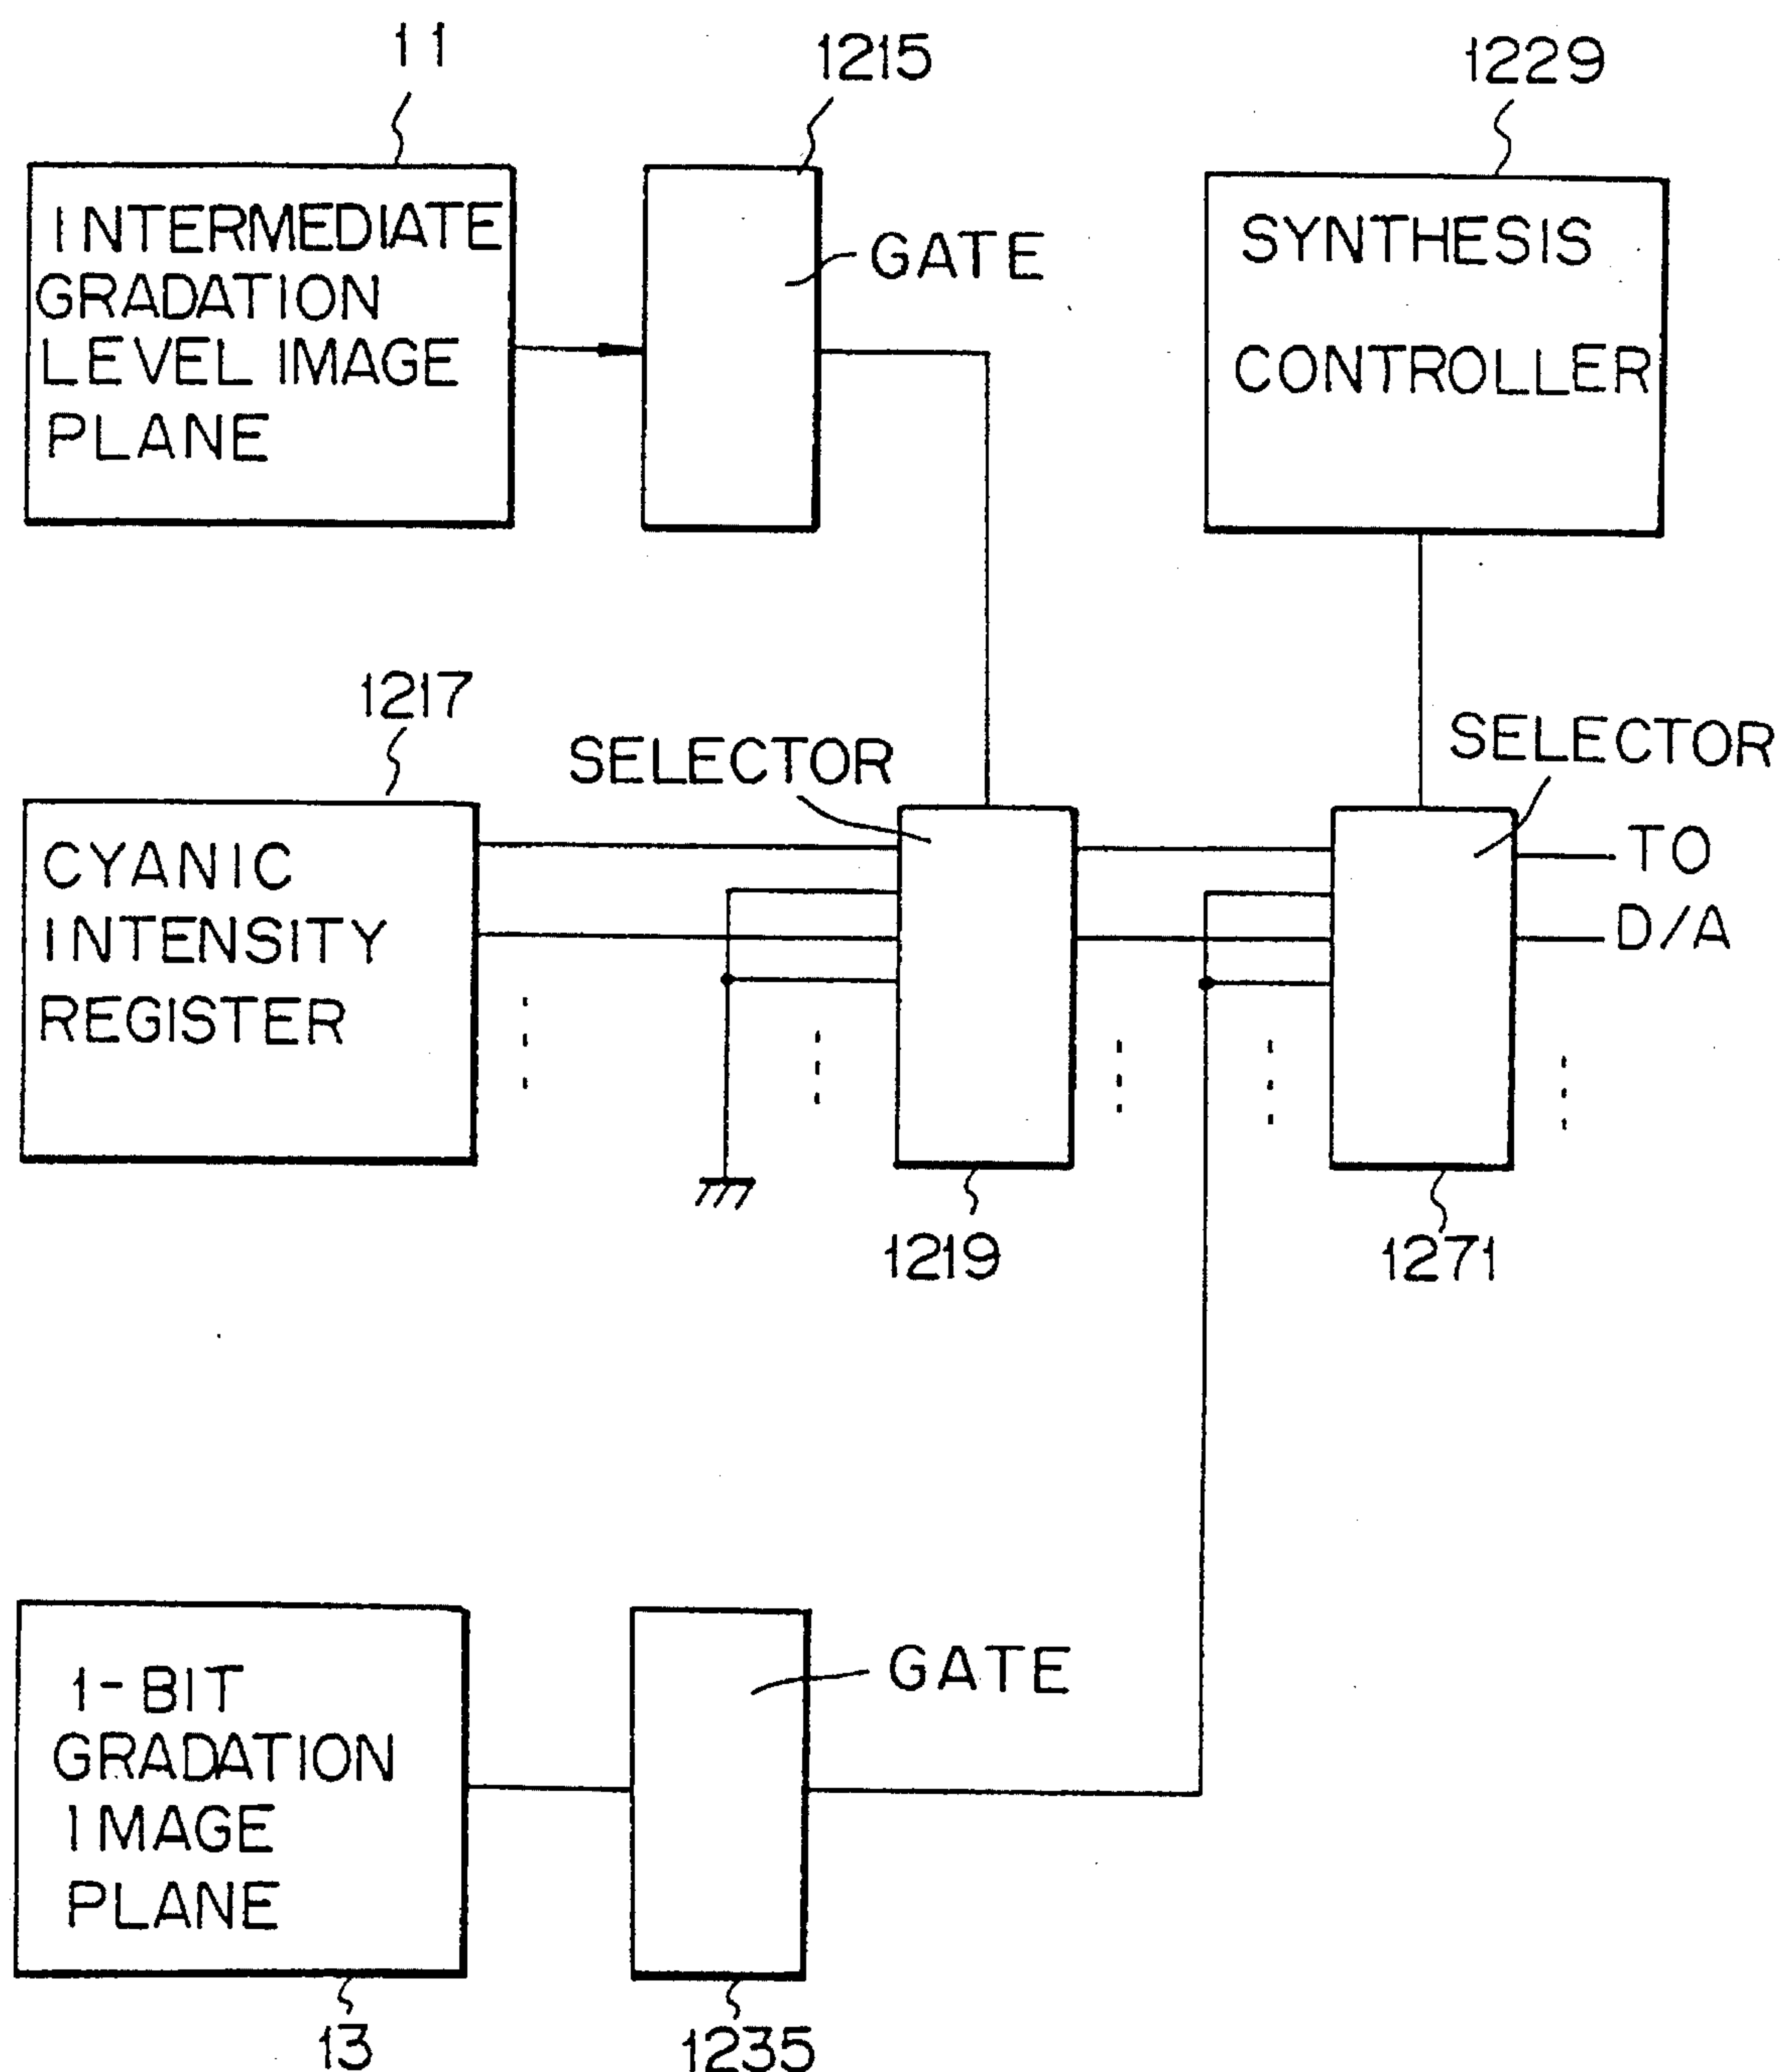 11
1215
1229
INTERMEDIATE
GRADATION
LEVEL IMAGE
PLANE
GATE
SYNTHESIS
CONTROLLER
1217
SELECTOR
SELECTOR
CYANIC
INTENSITY
REGISTER
TO
D/A
1219
1271
1-BIT
GRADATION
IMAGE
PLANE
GATE
13
1235